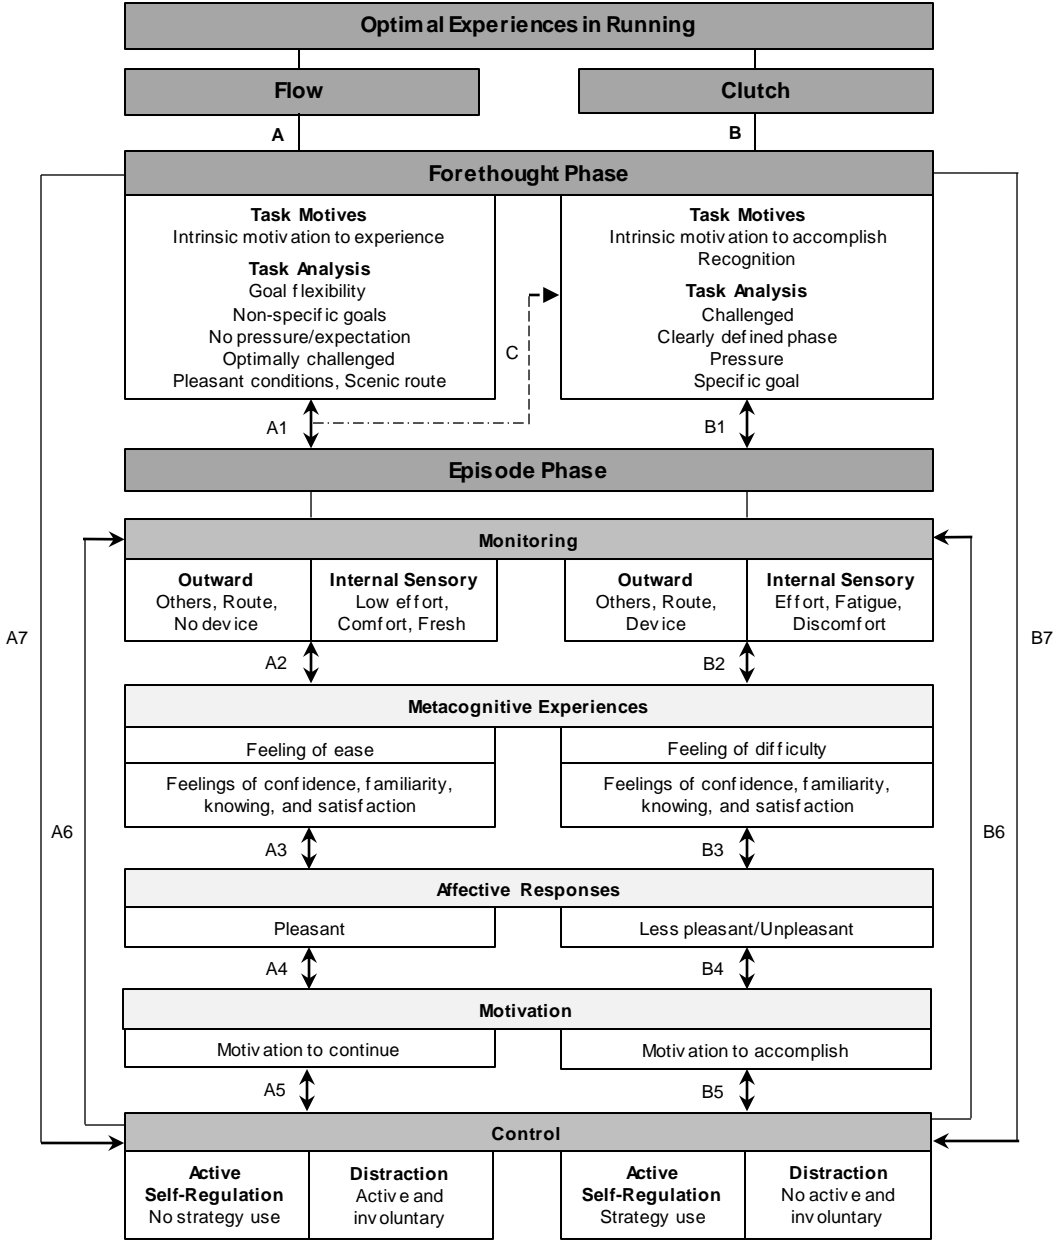 Optimal Experiences in Running
Flow
Clutch
A
B
Forethought Phase
Task Motives
Intrinsic motivation to experience
Task Analysis
Goal flexibility
Non-specific goals
No pressure/expectation
Optimally challenged
Pleasant conditions, Scenic route
Task Motives
Intrinsic motivation to accomplish
Recognition
Task Analysis
Challenged
Clearly defined phase
Pressure
Specific goal
C
A1
B1
Episode Phase
Monitoring
Outward
Others, Route,
No device
Internal Sensory
Low effort,
Comfort, Fresh
Outward
Others, Route,
Device
Internal Sensory
Effort, Fatigue,
Discomfort
A7
B7
A2
B2
Metacognitive Experiences
Feeling of ease
Feeling of difficulty
Feelings of confidence, familiarity,
knowing, and satisfaction
Feelings of confidence, familiarity,
knowing, and satisfaction
A6
B6
A3
B3
Affective Responses
Pleasant
Less pleasant/Unpleasant
A4
B4
Motivation
Motivation to continue
Motivation to accomplish
A5
B5
Control
Active
Self-Regulation
No strategy use
Distraction
Active and
involuntary
Active
Self-Regulation
Strategy use
Distraction
No active and
involuntary